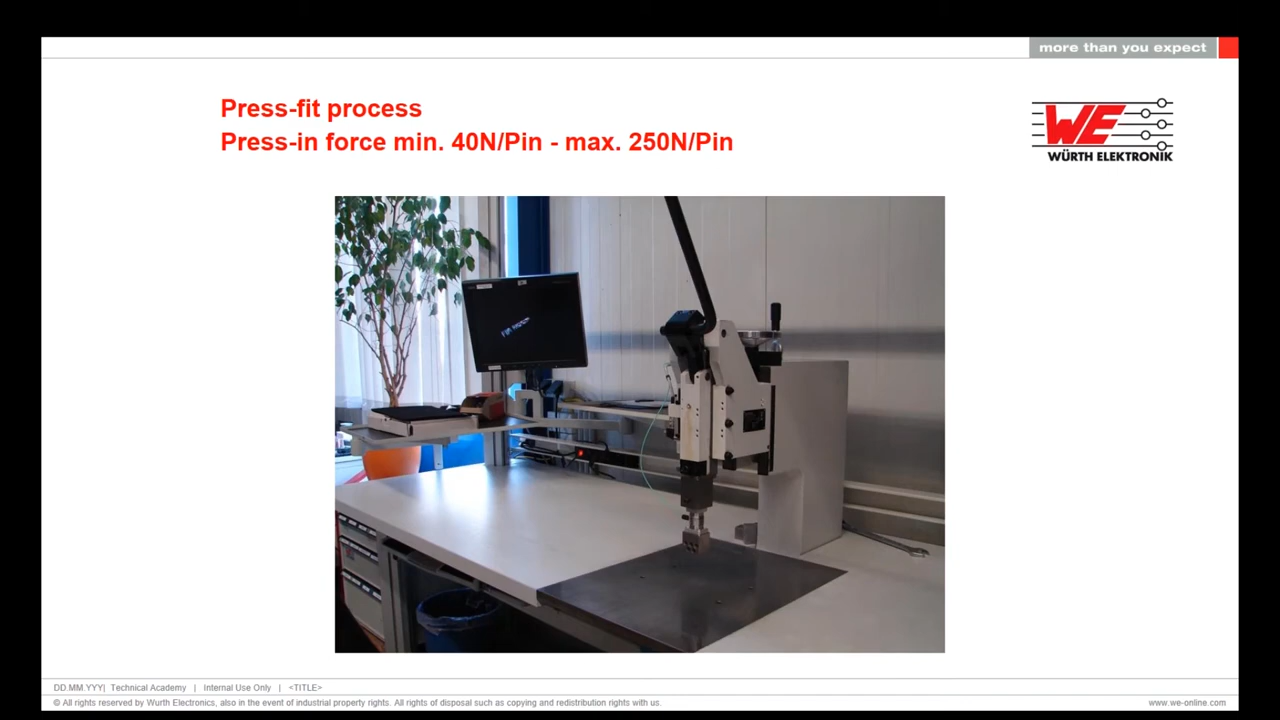 more than you expect
Press-fit process
Press-in force min. 40N/Pin - max. 250N/Pin
WE
WÜRTH ELEKTRONIK
DD.MM.YYY| Technical Academy | Internal Use Only | <TITLE>
© All rights reserved by Wurth Electronics, also in the event of industrial property rights. All rights of disposal such as copying and redistribution rights with us.
www.we-online.com